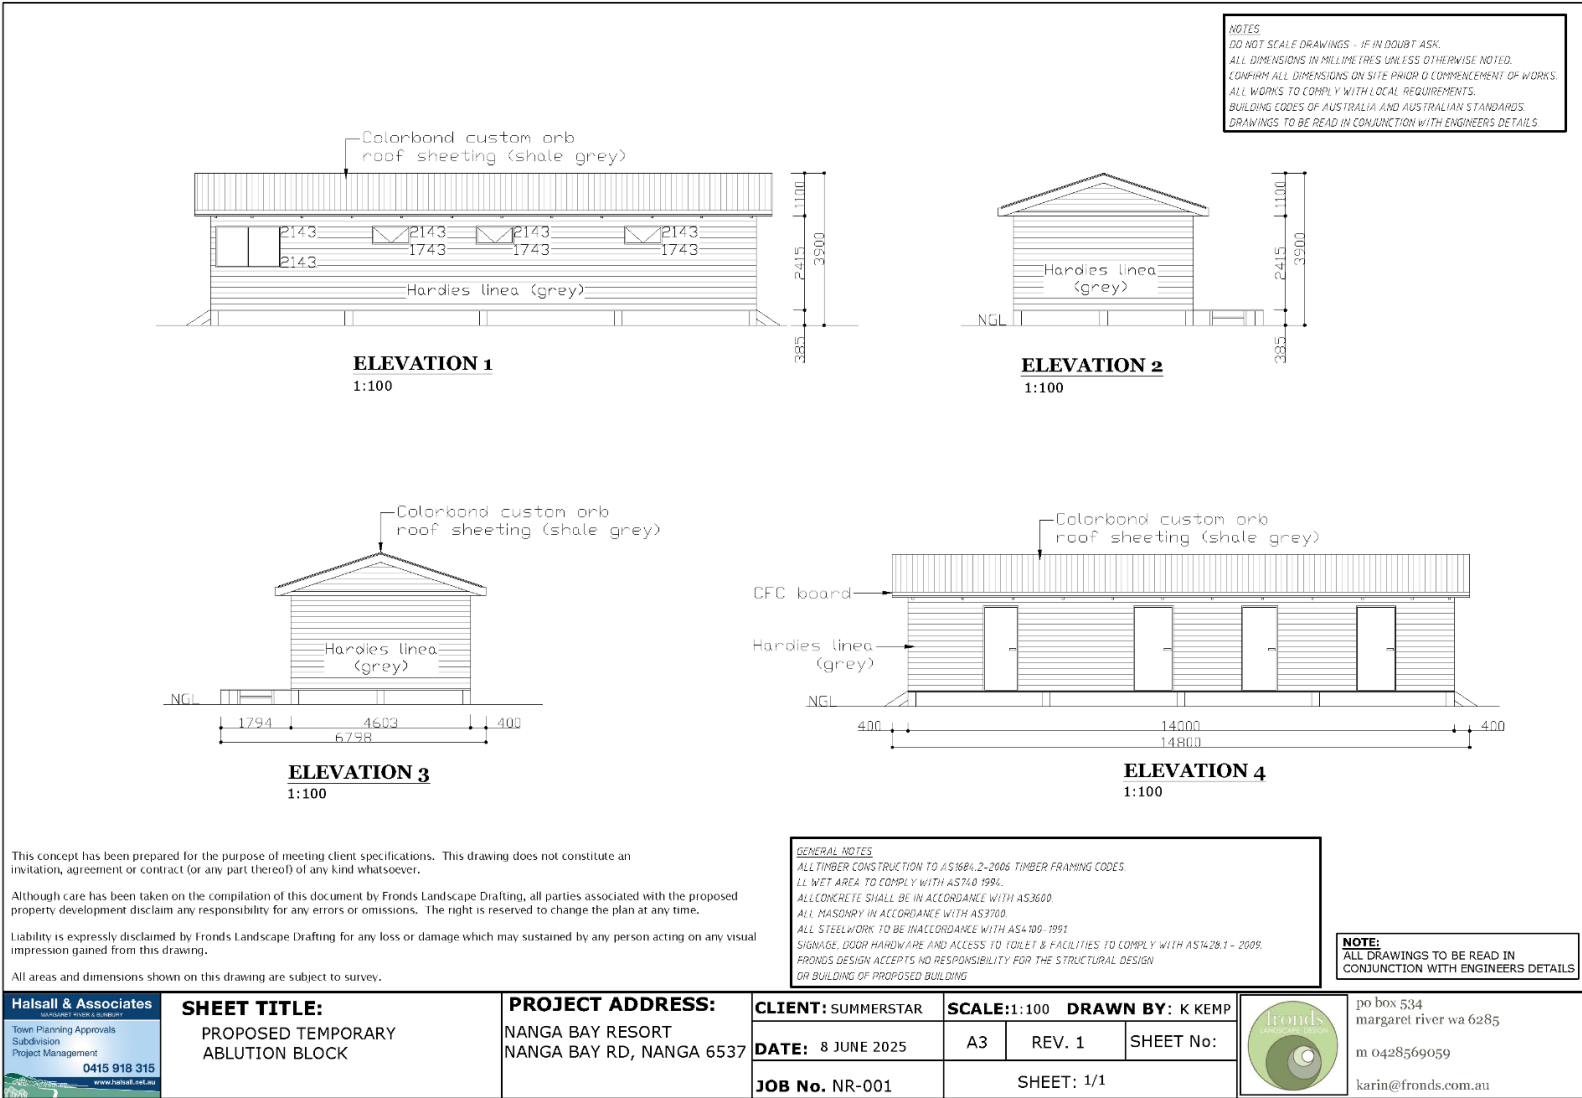 NOTES
DO NOT SCALE DRAWINGS - IF IN DOUBT ASK.
ALL DIMENSIONS IN MILLIMETRES UNLESS OTHERWISE NOTED.
CONFIRM ALL DIMENSIONS ON SITE PRIOR O COMMENCEMENT OF WORKS.
ALL WORKS TO COMPLY WITH LOCAL REQUIREMENTS.
BUILDING CODES OF AUSTRALIA AND AUSTRALIAN STANDARDS.
DRAWINGS TO BE READ IN CONJUNCTION WITH ENGINEERS DETAILS.
Colorbond custom orb
roof sheeting (shale grey)
2143
2143
2143
1743
2143
1743
2143
1743
Hardies linea (grey)
1100
2415
3900
385
ELEVATION 1
1:100
Hardies linea
(grey)
NGL
1100
2415
3900
385
ELEVATION 2
1:100
Colorbond custom orb
roof sheeting (shale grey)
Hardies linea
(grey)
NGL
1794
4603
400
6798
ELEVATION 3
1:100
Colorbond custom orb
roof sheeting (shale grey)
CFC board
Hardies linea
(grey)
NGL
400
14000
400
14800
ELEVATION 4
1:100
This concept has been prepared for the purpose of meeting client specifications. This drawing does not constitute an
invitation, agreement or contract (or any part thereof) of any kind whatsoever.
Although care has been taken on the compilation of this document by Fronds Landscape Drafting, all parties associated with the proposed
property development disclaim any responsibility for any errors or omissions. The right is reserved to change the plan at any time.
Liability is expressly disclaimed by Fronds Landscape Drafting for any loss or damage which may sustained by any person acting on any visual
impression gained from this drawing.
All areas and dimensions shown on this drawing are subject to survey.
GENERAL NOTES
ALL TIMBER CONSTRUCTION TO AS1684.2-2006 TIMBER FRAMING CODES.
LL WET AREA TO COMPLY WITH AS740 1994.
ALL CONCRETE SHALL BE IN ACCORDANCE WITH AS3600.
ALL MASONRY IN ACCORDANCE WITH AS3700.
ALL STEELWORK TO BE INACCORDANCE WITH AS4100-1991
SIGNAGE, DOOR HARDWARE AND ACCESS TO TOILET & FACILITIES TO COMPLY WITH AS1428.1 - 2009.
FRONDS DESIGN ACCEPTS NO RESPONSIBILITY FOR THE STRUCTURAL DESIGN
OR BUILDING OF PROPOSED BUILDING
NOTE:
ALL DRAWINGS TO BE READ IN
CONJUNCTION WITH ENGINEERS DETAILS
Halsall & Associates
MARGARET RIVER & BUNBURY
Town Planning Approvals
Subdivision
Project Management
0415 918 315
www.halsall.net.au
SHEET TITLE:
PROPOSED TEMPORARY
ABLUTION BLOCK
PROJECT ADDRESS:
NANGA BAY RESORT
NANGA BAY RD, NANGA 6537
CLIENT: SUMMERSTAR
DATE: 8 JUNE 2025
JOB No. NR-001
SCALE:1:100 DRAWN BY: K KEMP
A3
REV. 1
SHEET No:
SHEET: 1/1
fronds
LANDSCAPE DESIGN
po box 534
margaret river wa 6285
m 0428569059
karin@fronds.com.au